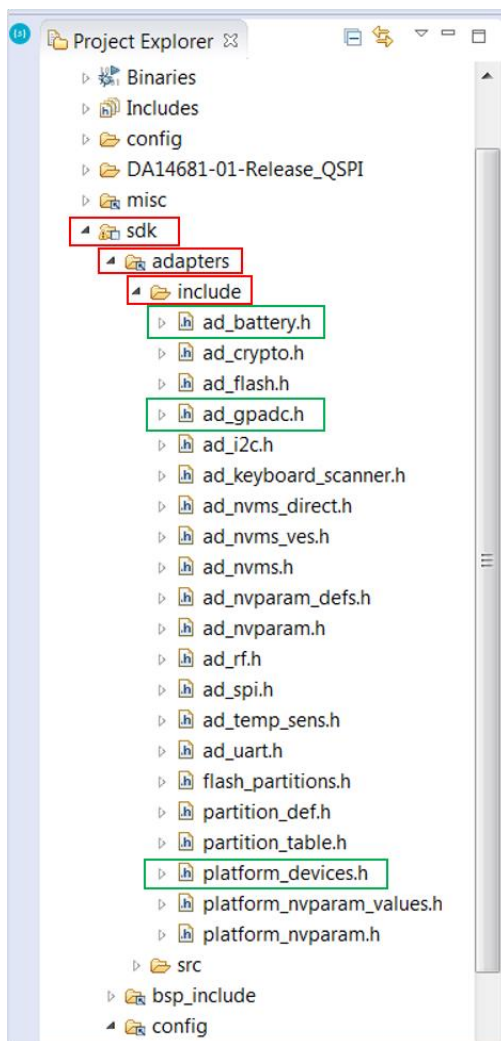 Project Explorer
Binaries
Includes
config
DA14681-01-Release_QSPI
misc
sdk
adapters
include
ad_battery.h
ad_crypto.h
ad_flash.h
ad_gpadc.h
ad_i2c.h
ad_keyboard_scanner.h
ad_nvms_direct.h
ad_nvms_ves.h
ad_nvms.h
ad_nvparam_defs.h
ad_nvparam.h
ad_rf.h
ad_spi.h
ad_temp_sens.h
ad_uart.h
flash_partitions.h
partition_def.h
partition_table.h
platform_devices.h
platform_nvparam_values.h
platform_nvparam.h
src
bsp_include
config